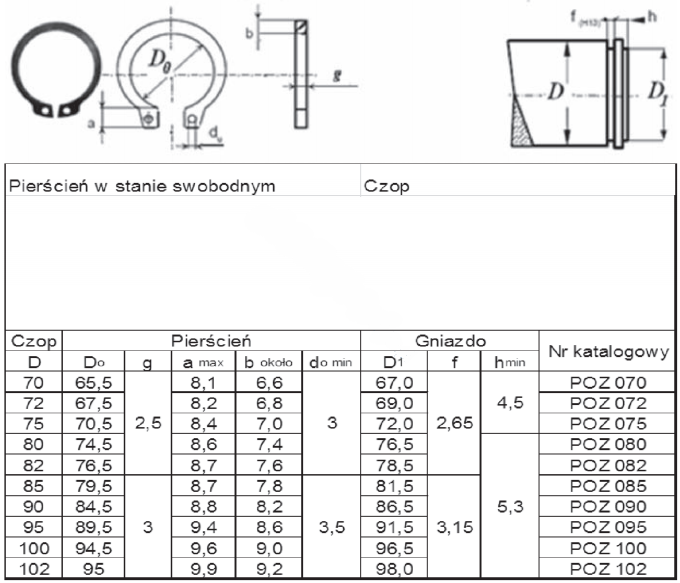 f (H13) h
b
D0
g
D
D1
a
d0
Pierścień w stanie swobodnym Czop
Czop Pierścień Gniazdo Nr katalogowy
D Do g a max b około do min D1 f hmin
70 65,5 2,5 8,1 6,6 3 67,0 2,65 4,5 POZ 070
72 67,5 8,2 6,8 69,0 POZ 072
75 70,5 8,4 7,0 72,0 POZ 075
80 74,5 8,6 7,4 76,5 5,3 POZ 080
82 76,5 8,7 7,6 78,5 POZ 082
85 79,5 3 8,7 7,8 3,5 81,5 3,15 POZ 085
90 84,5 8,8 8,2 86,5 POZ 090
95 89,5 9,4 8,6 91,5 POZ 095
100 94,5 9,6 9,0 96,5 POZ 100
102 95 9,9 9,2 98,0 POZ 102